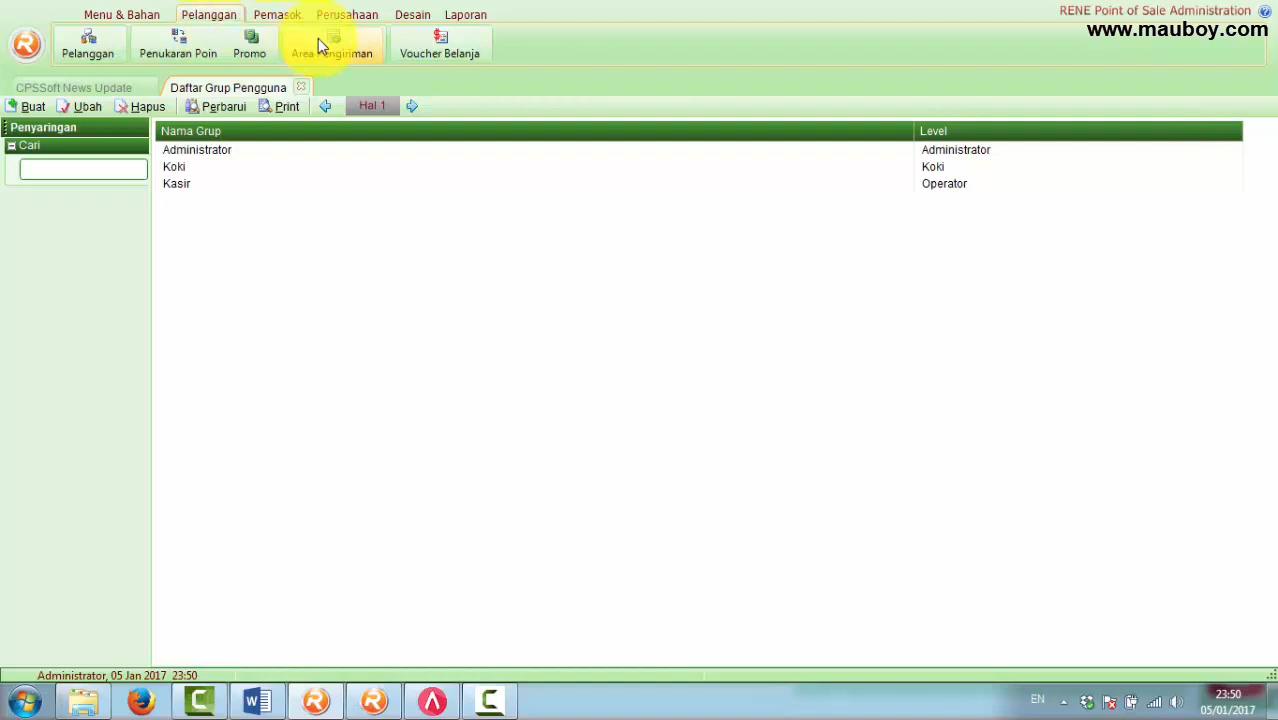 Menu & Bahan Pelanggan Pemasok Perusahaan Desain Laporan
RENE Point of Sale Administration
www.mauboy.com
Pelanggan Penukaran Poin Promo Area Pengiriman Voucher Belanja
CPSSoft News Update Daftar Grup Pengguna
Buat Ubah Hapus Perbarui Print Hal 1
Penyaringan
Cari
Nama Grup Level
Administrator Administrator
Koki Koki
Kasir Operator
Administrator, 05 Jan 2017 23:50
EN
23:50
05/01/2017